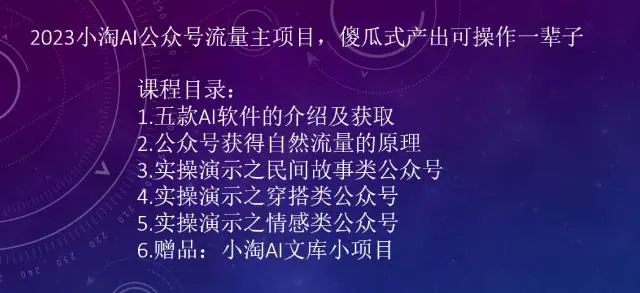 2023小淘AI公众号流量主项目，傻瓜式产出可操作一辈子
课程目录：
1.五款AI软件的介绍及获取
2.公众号获得自然流量的原理
3.实操演示之民间故事类公众号
4.实操演示之穿搭类公众号
5.实操演示之情感类公众号
6.赠品：小淘AI文库小项目